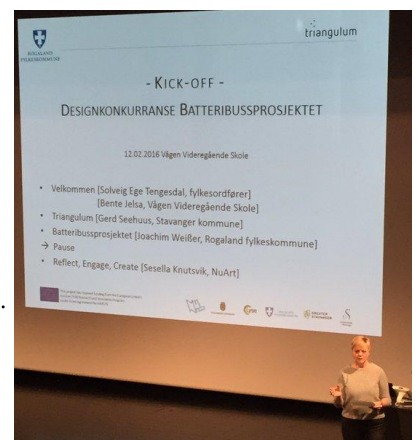 ROGALAND
FYLKESKOMMUNE
triangulum
- KICK-OFF -
DESIGNKONKURRANSE BATTERIBUSSPROSJEKTET
12.02.2016 Vågen Videregående Skole
• Velkommen [Solveig Ege Tengesdal, fylkesordfører]
[Bente Jelsa, Vågen Videregående Skole]
• Triangulum [Gerd Seehuus, Stavanger kommune]
• Batteribussprosjektet [Joachim Weißer, Rogaland fylkeskommune]
→ Pause
• Reflect, Engage, Create [Sesella Knutsvik, NuArt]